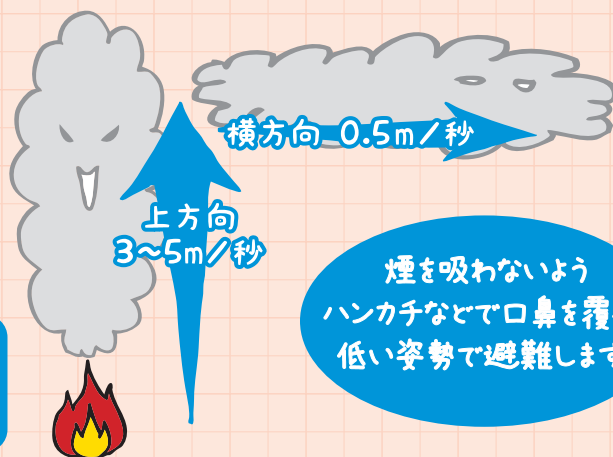 横方向 0.5m/秒
上方向
3~5m/秒
煙を吸わないよう
ハンカチなどで口鼻を覆
低い姿勢で避難します